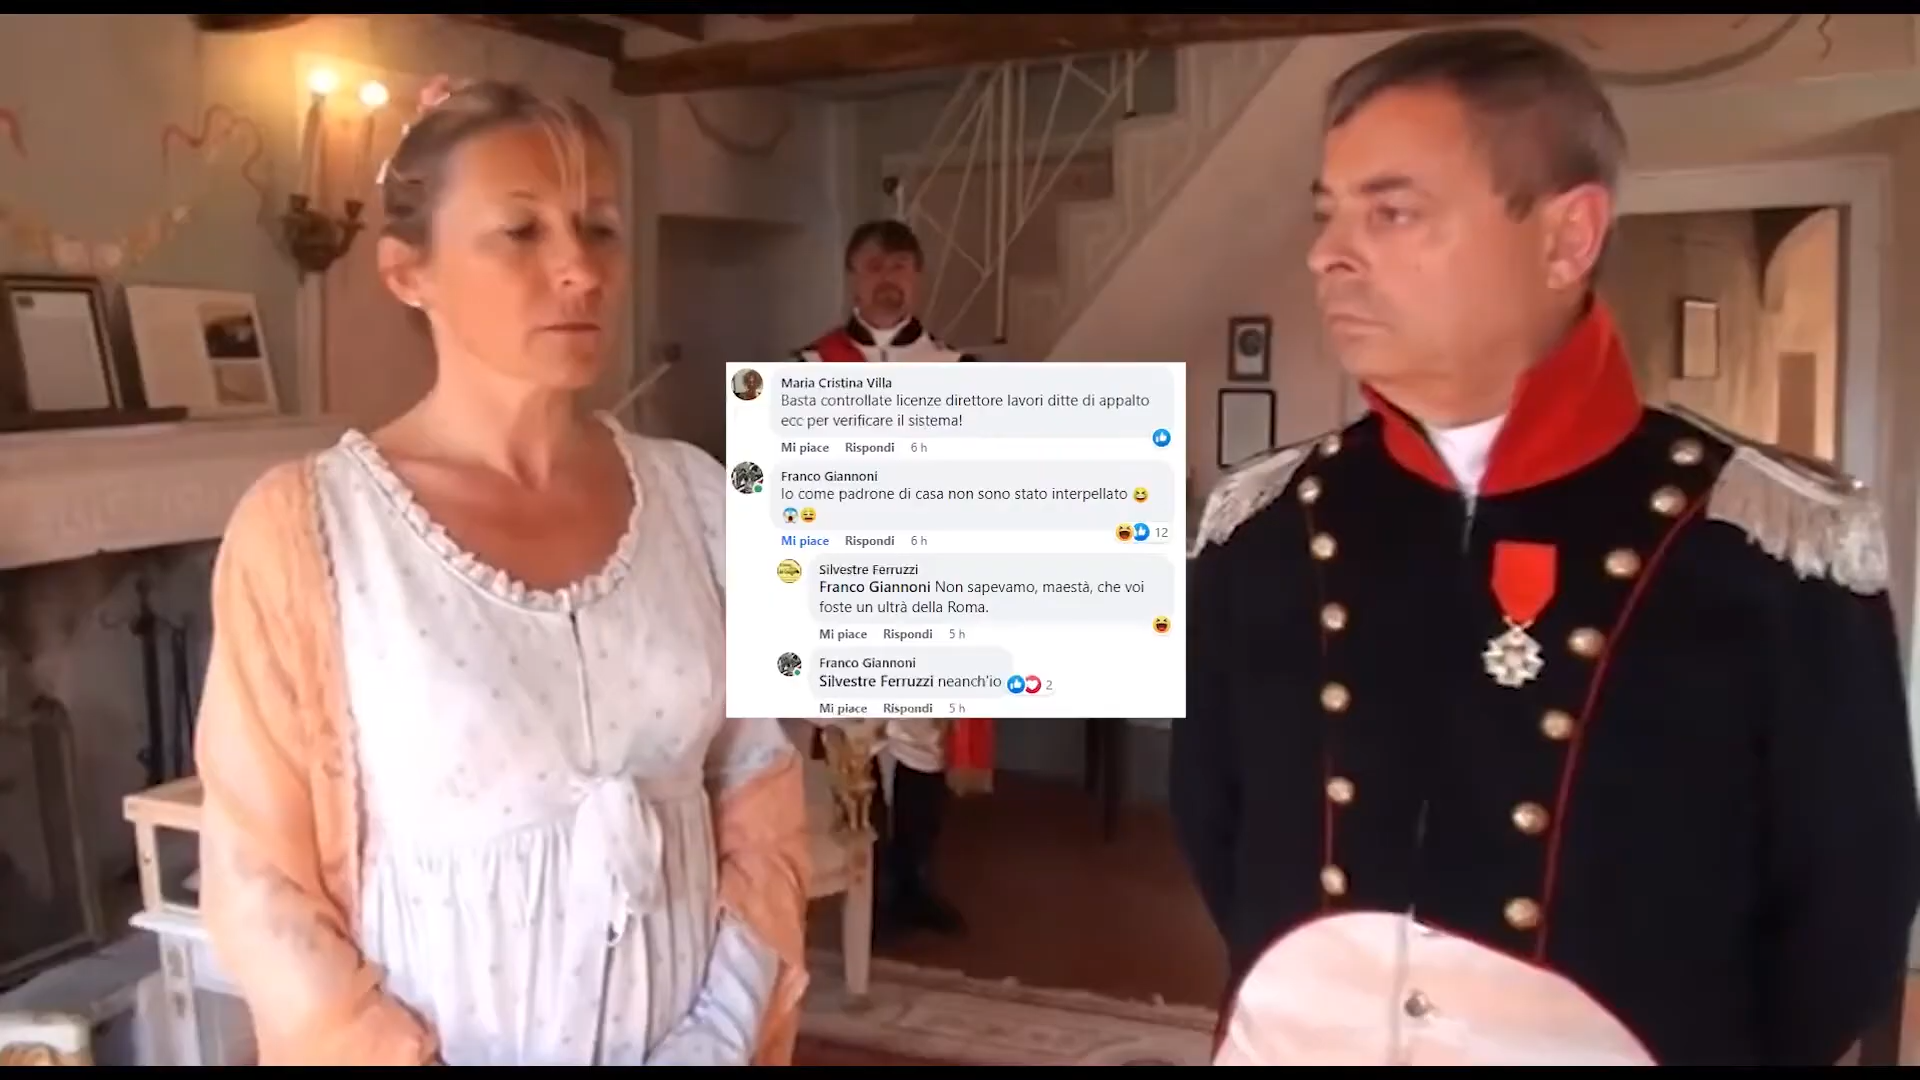 Maria Cristina Villa
Basta controllate licenze direttore lavori ditte di appalto
ecc per verificare il sistema!
Mi piace Rispondi 6 h
Franco Giannoni
Io come padrone di casa non sono stato interpellato 😆
😱😅
Mi piace Rispondi 6 h 12
Silvestre Ferruzzi
Franco Giannoni Non sapevamo, maestà, che voi
foste un ultrà della Roma.
Mi piace Rispondi 5 h
Franco Giannoni
Silvestre Ferruzzi neanch'io 2
Mi piace Rispondi 5 h